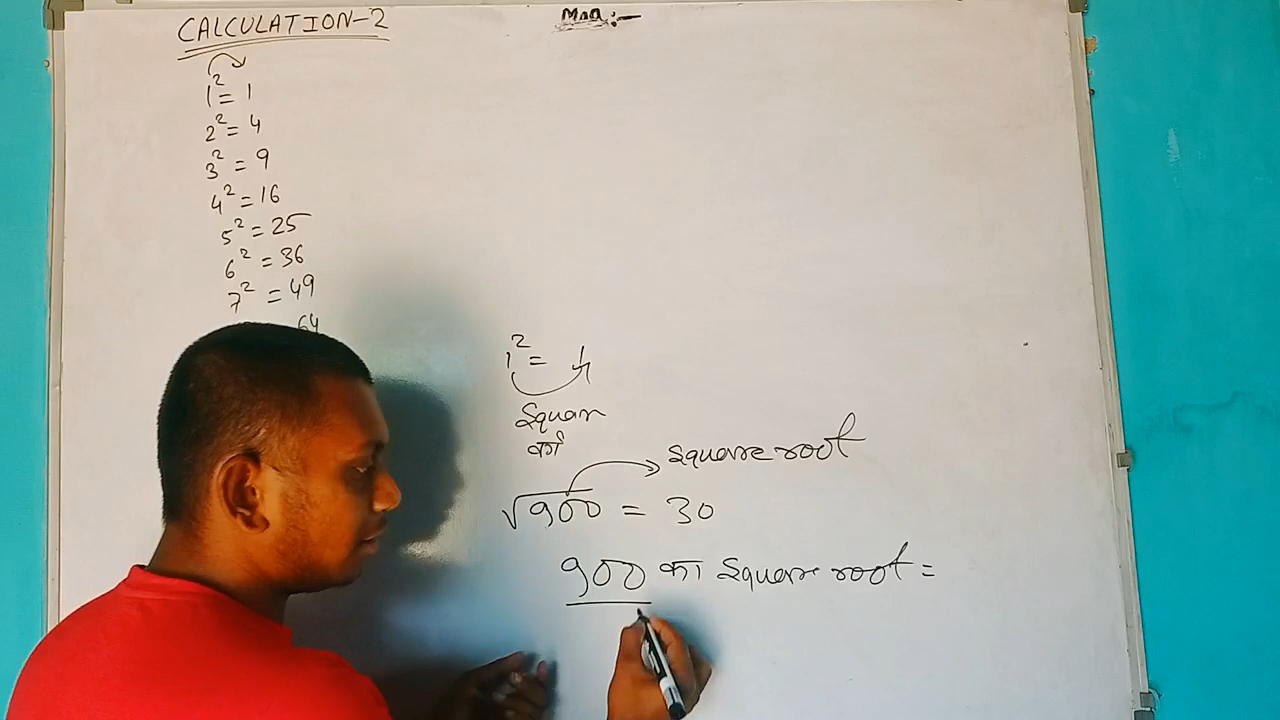 CALCULATION-2
1² = 1
2² = 4
3² = 9
4² = 16
5² = 25
6² = 36
7² = 49
64
1² = 1
Squar
का
square root
√900 = 30
900 का Square root =